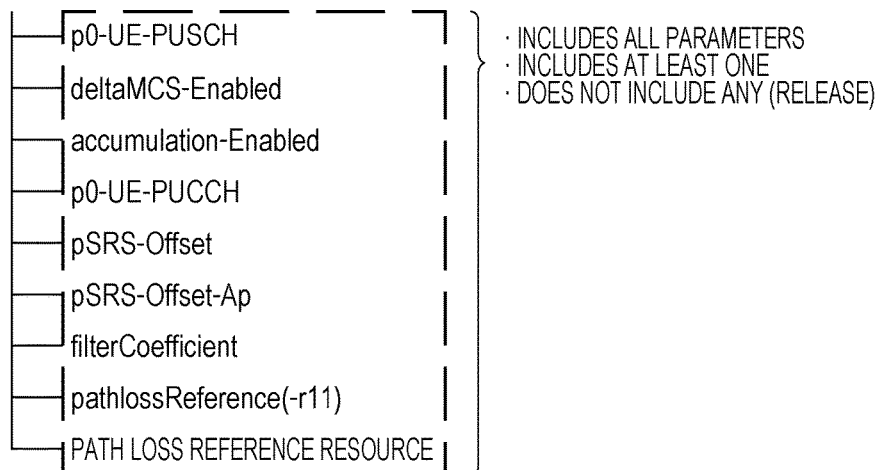 p0-UE-PUSCH
deltaMCS-Enabled
accumulation-Enabled
p0-UE-PUCCH
pSRS-Offset
pSRS-Offset-Ap
filterCoefficient
pathlossReference(-r11)
PATH LOSS REFERENCE RESOURCE
· INCLUDES ALL PARAMETERS
· INCLUDES AT LEAST ONE
· DOES NOT INCLUDE ANY (RELEASE)